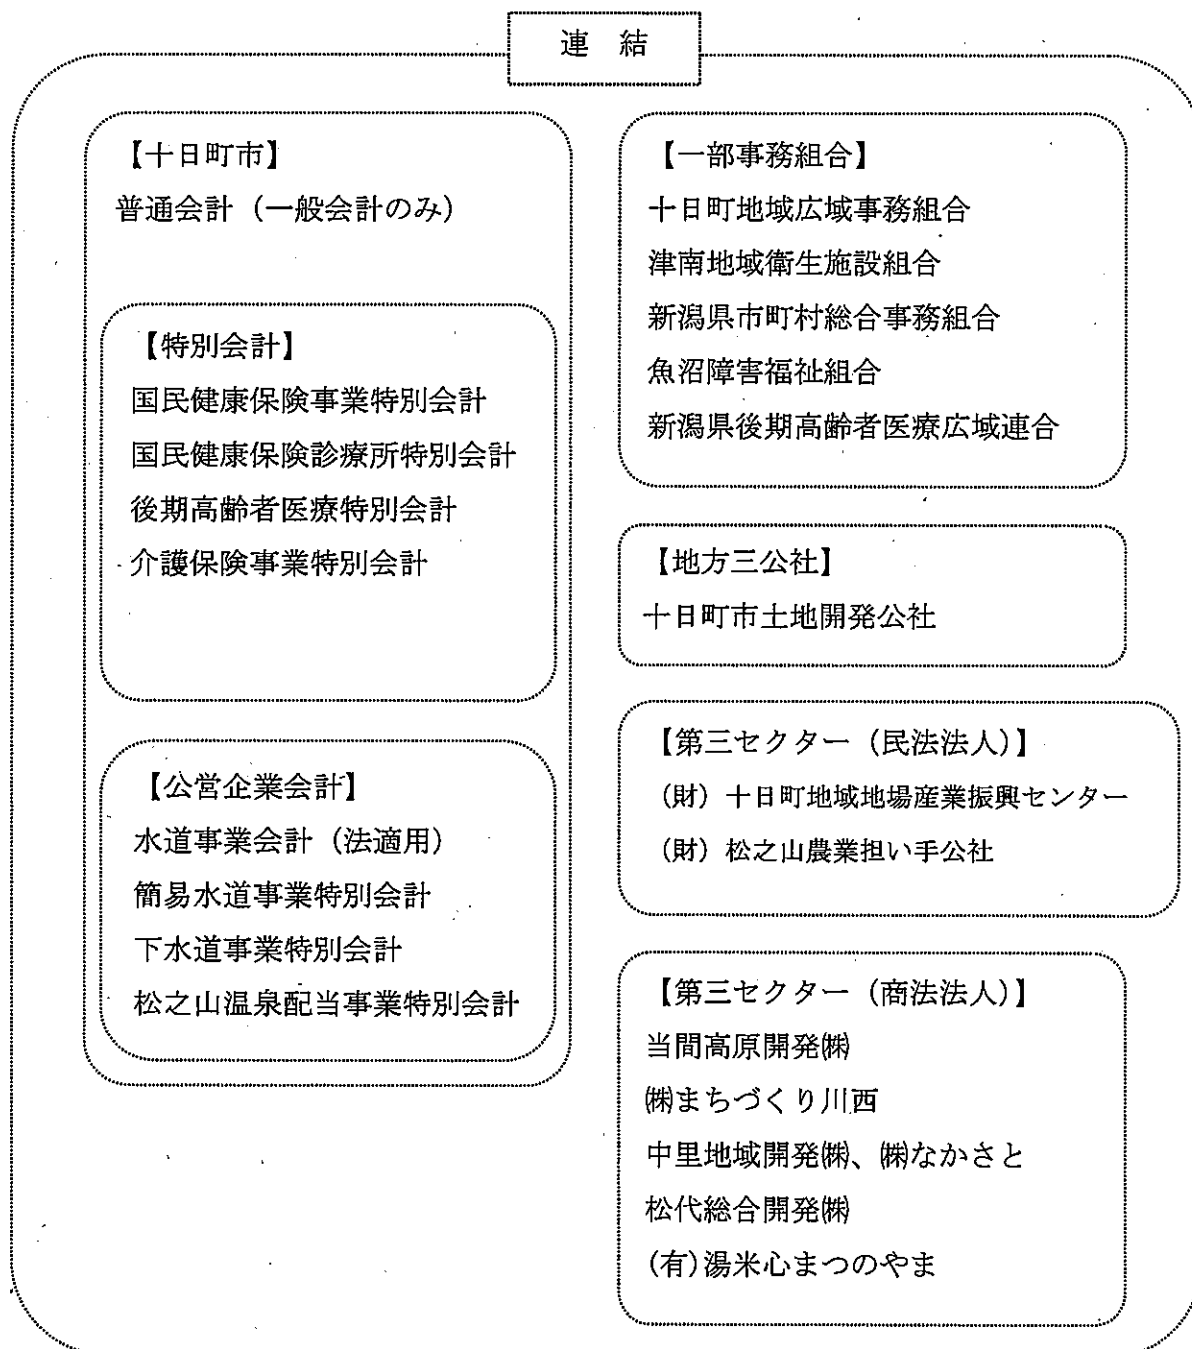 連 結
【十日町市】
普通会計（一般会計のみ）
【特別会計】
国民健康保険事業特別会計
国民健康保険診療所特別会計
後期高齢者医療特別会計
介護保険事業特別会計
【公営企業会計】
水道事業会計（法適用）
簡易水道事業特別会計
下水道事業特別会計
松之山温泉配当事業特別会計
【一部事務組合】
十日町地域広域事務組合
津南地域衛生施設組合
新潟県市町村総合事務組合
魚沼障害福祉組合
新潟県後期高齢者医療広域連合
【地方三公社】
十日町市土地開発公社
【第三セクター（民法法人）】
（財）十日町地域地場産業振興センター
（財）松之山農業担い手公社
【第三セクター（商法法人）】
当間高原開発㈱
㈱まちづくり川西
中里地域開発㈱、㈱なかさと
松代総合開発㈱
(有)湯米心まつのやま